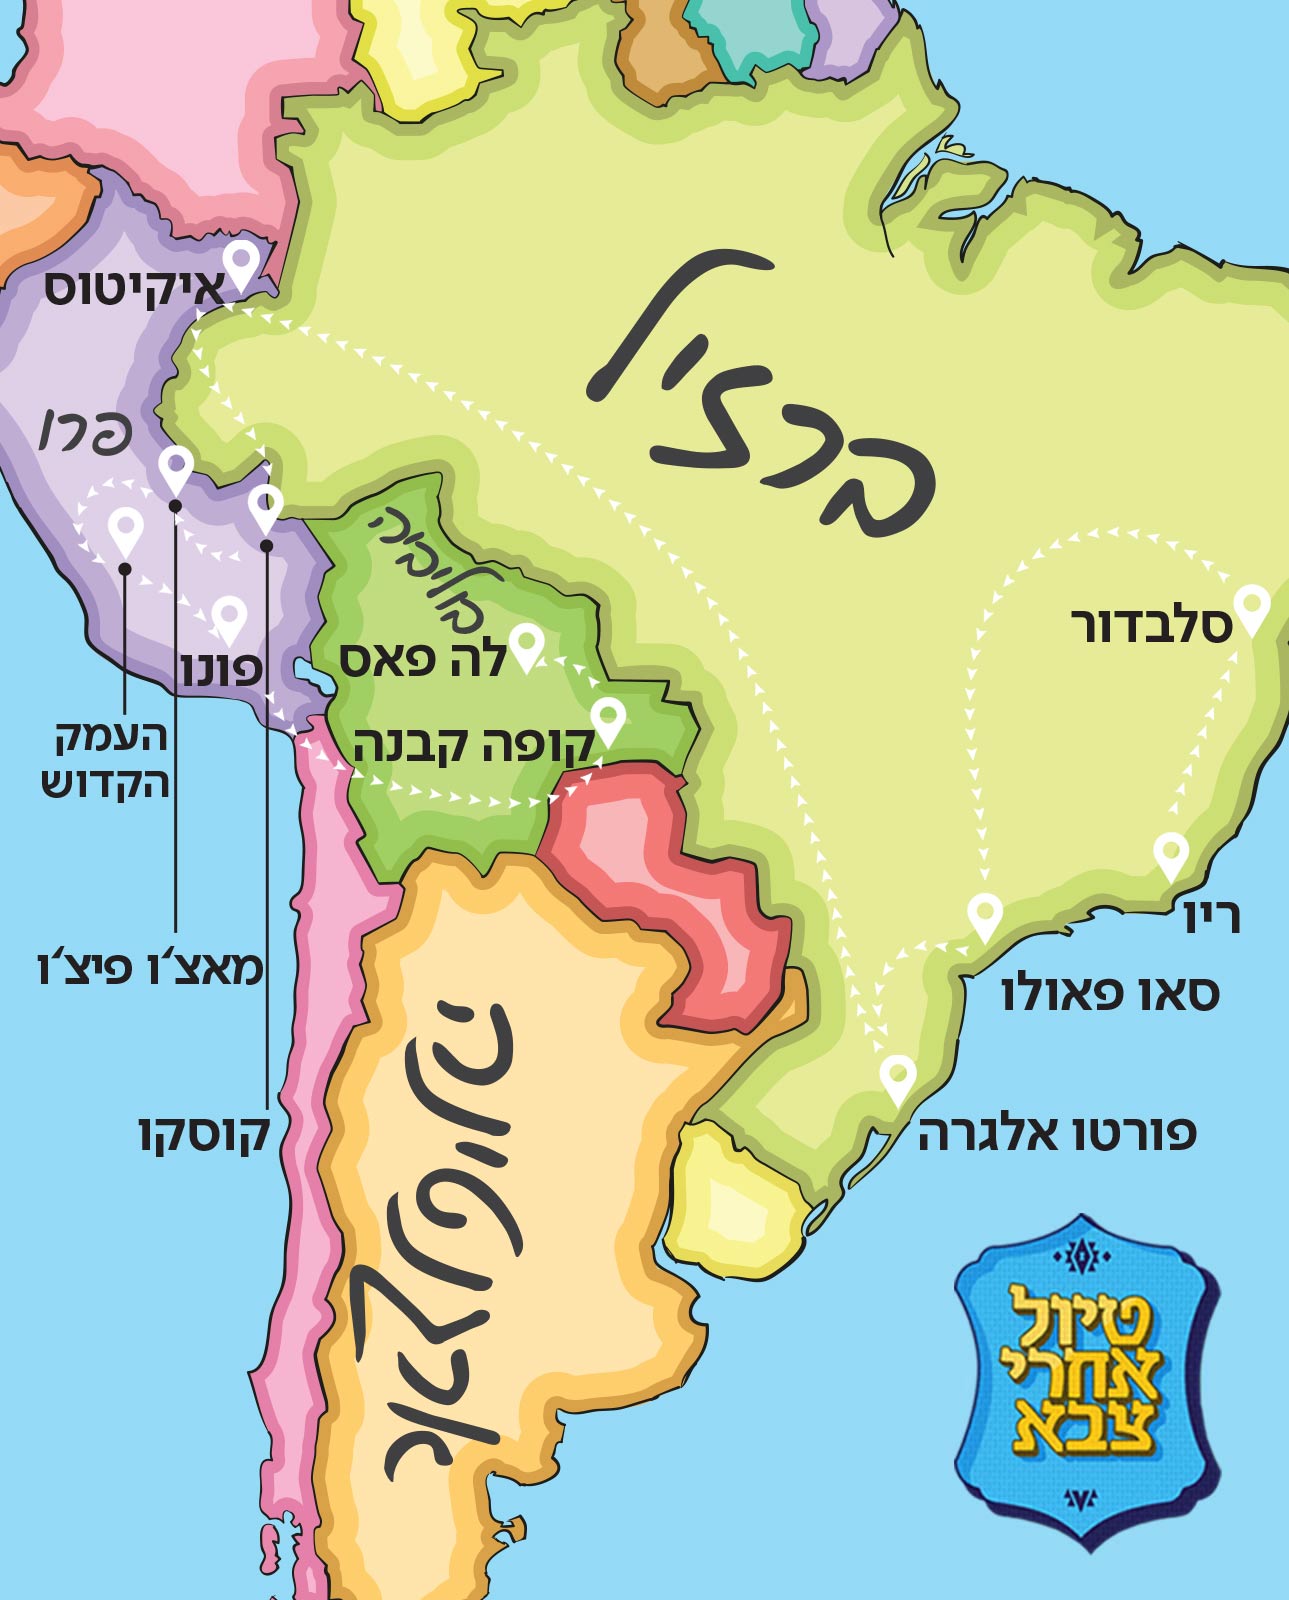 איקיטוס
ברזיל
פרו
בוליביה
סלבדור
לה פאס
פונו
קופה קבנה
העמק
הקדוש
ריו
מאצ'ו פיצ'ו
סאו פאולו
ארגנטינה
קוסקו
פורטו אלגרה
טיול
אחרי
צבא